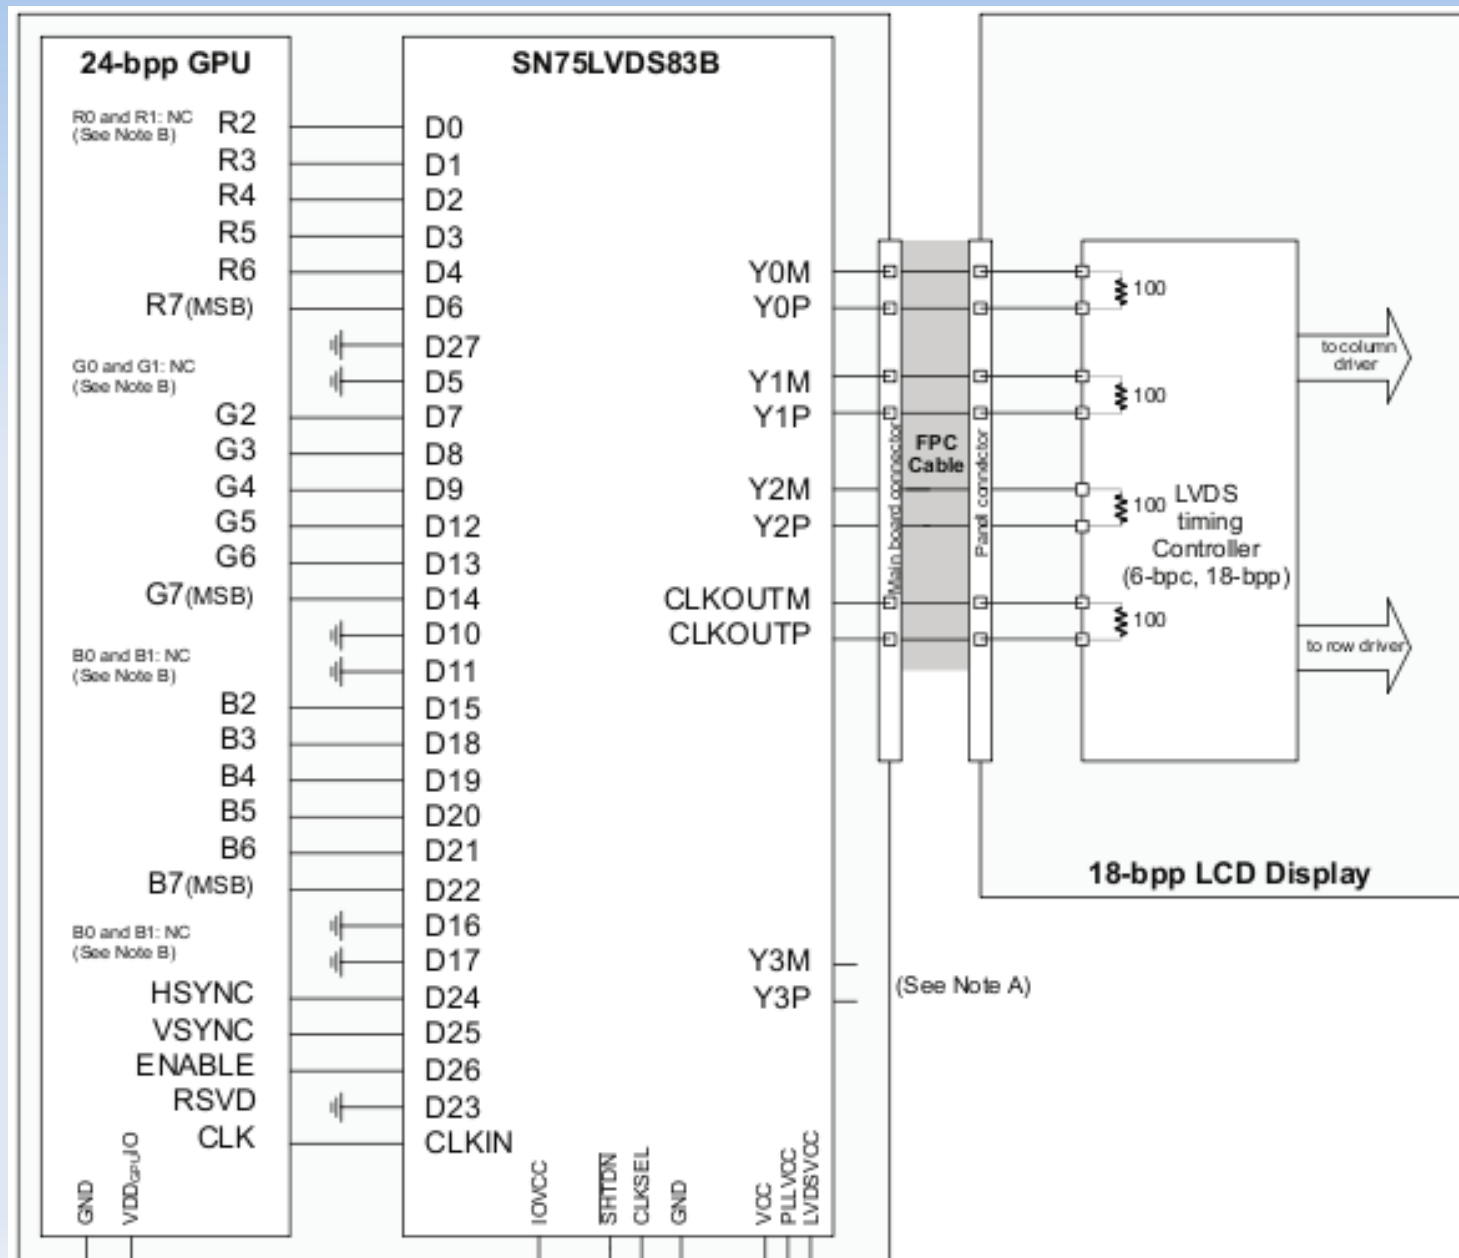 24-bpp GPU
R0 and R1: NC
(See Note B)
R2
R3
R4
R5
R6
R7(MSB)
G0 and G1: NC
(See Note B)
G2
G3
G4
G5
G6
G7(MSB)
B0 and B1: NC
(See Note B)
B2
B3
B4
B5
B6
B7(MSB)
B0 and B1: NC
(See Note B)
HSYNC
VSYNC
ENABLE
RSVD
CLK
GND
VDDGPUIO
SN75LVDS83B
D0
D1
D2
D3
D4
D6
D27
D5
D7
D8
D9
D12
D13
D14
D10
D11
D15
D18
D19
D20
D21
D22
D16
D17
D24
D25
D26
D23
CLKIN
Y0M
Y0P
Y1M
Y1P
Y2M
Y2P
CLKOUTM
CLKOUTP
Y3M
Y3P
(See Note A)
IOVCC
SHTDN
CLKSEL
GND
VCC
PLLVCC
LVDSVCC
Main board connector
FPC
Cable
Panel connector
100
100
100
100
LVDS
timing
Controller
(6-bpc, 18-bpp)
to column
driver
to row driver
18-bpp LCD Display